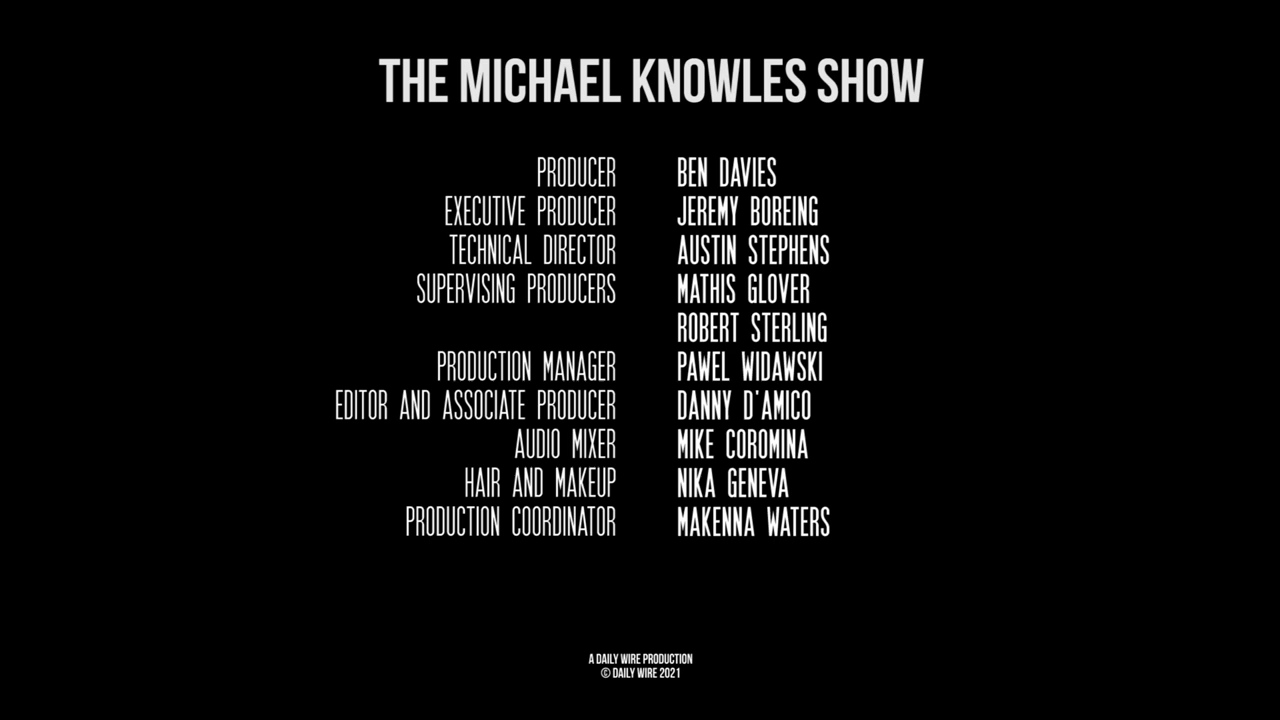 THE MICHAEL KNOWLES SHOW
PRODUCER BEN DAVIES
EXECUTIVE PRODUCER JEREMY BOREING
TECHNICAL DIRECTOR AUSTIN STEPHENS
SUPERVISING PRODUCERS MATHIS GLOVER
ROBERT STERLING
PRODUCTION MANAGER PAWEL WIDAWSKI
EDITOR AND ASSOCIATE PRODUCER DANNY D'AMICO
AUDIO MIXER MIKE COROMINA
HAIR AND MAKEUP NIKA GENEVA
PRODUCTION COORDINATOR MAKENNA WATERS
A DAILY WIRE PRODUCTION
© DAILY WIRE 2021